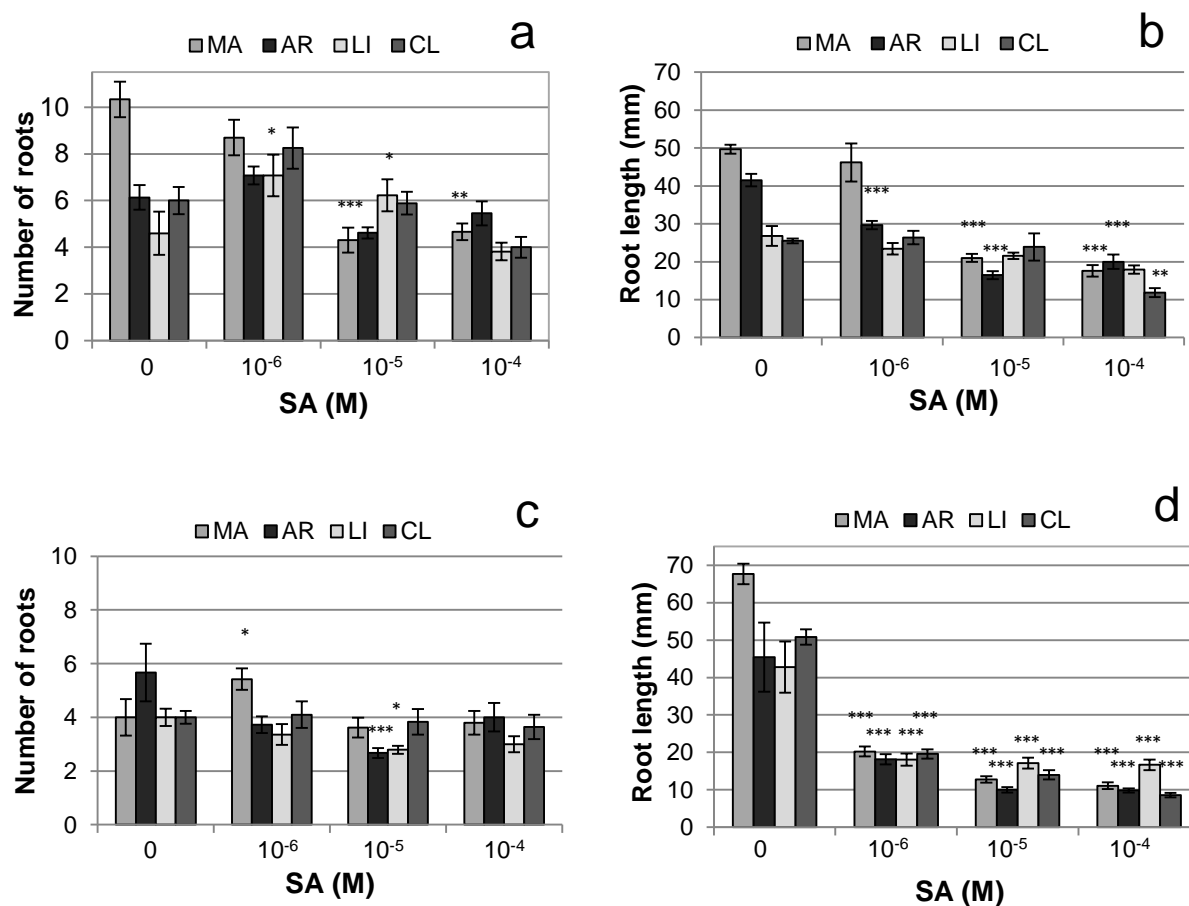 a
MA AR LI CL
Number of roots
10
8
6
4
2
0
* * *** **
0 10-6 10-5 10-4
SA (M)
b
MA AR LI CL
Root length (mm)
70
60
50
40
30
20
10
0
*** *** *** *** *** **
0 10-6 10-5 10-4
SA (M)
c
MA AR LI CL
Number of roots
10
8
6
4
2
0
* *** *
0 10-6 10-5 10-4
SA (M)
d
MA AR LI CL
Root length (mm)
70
60
50
40
30
20
10
0
*** *** *** *** *** *** *** *** *** *** *** ***
0 10-6 10-5 10-4
SA (M)